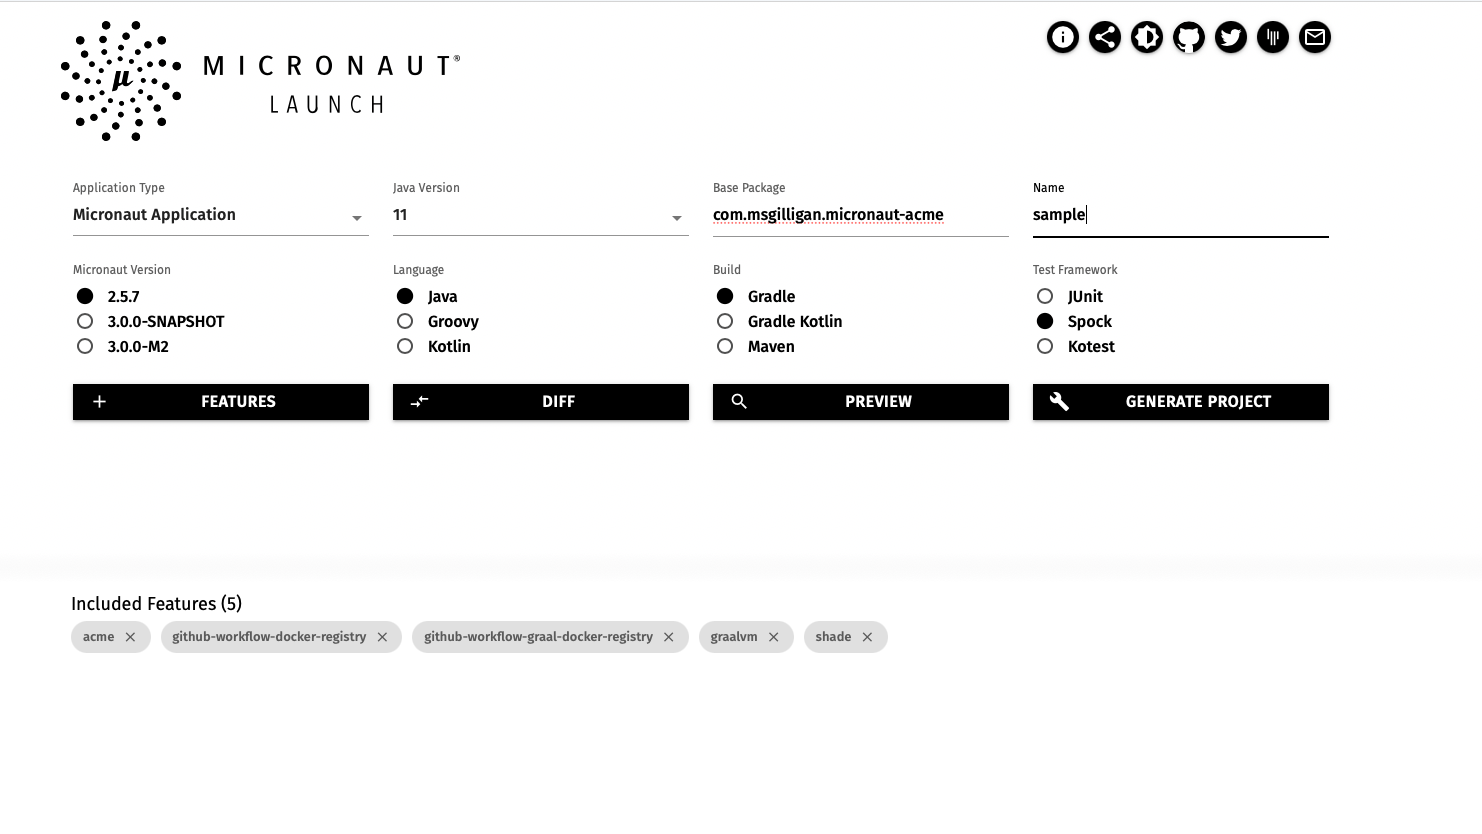 μ
MICRONAUT®
LAUNCH
Application Type
Java Version
Base Package
Name
Micronaut Application
11
com.msgilligan.micronaut-acme
sample
Micronaut Version
Language
Build
Test Framework
2.5.7
Java
Gradle
JUnit
3.0.0-SNAPSHOT
Groovy
Gradle Kotlin
Spock
3.0.0-M2
Kotlin
Maven
Kotest
FEATURES
DIFF
PREVIEW
GENERATE PROJECT
Included Features (5)
acme
github-workflow-docker-registry
github-workflow-graal-docker-registry
graalvm
shade